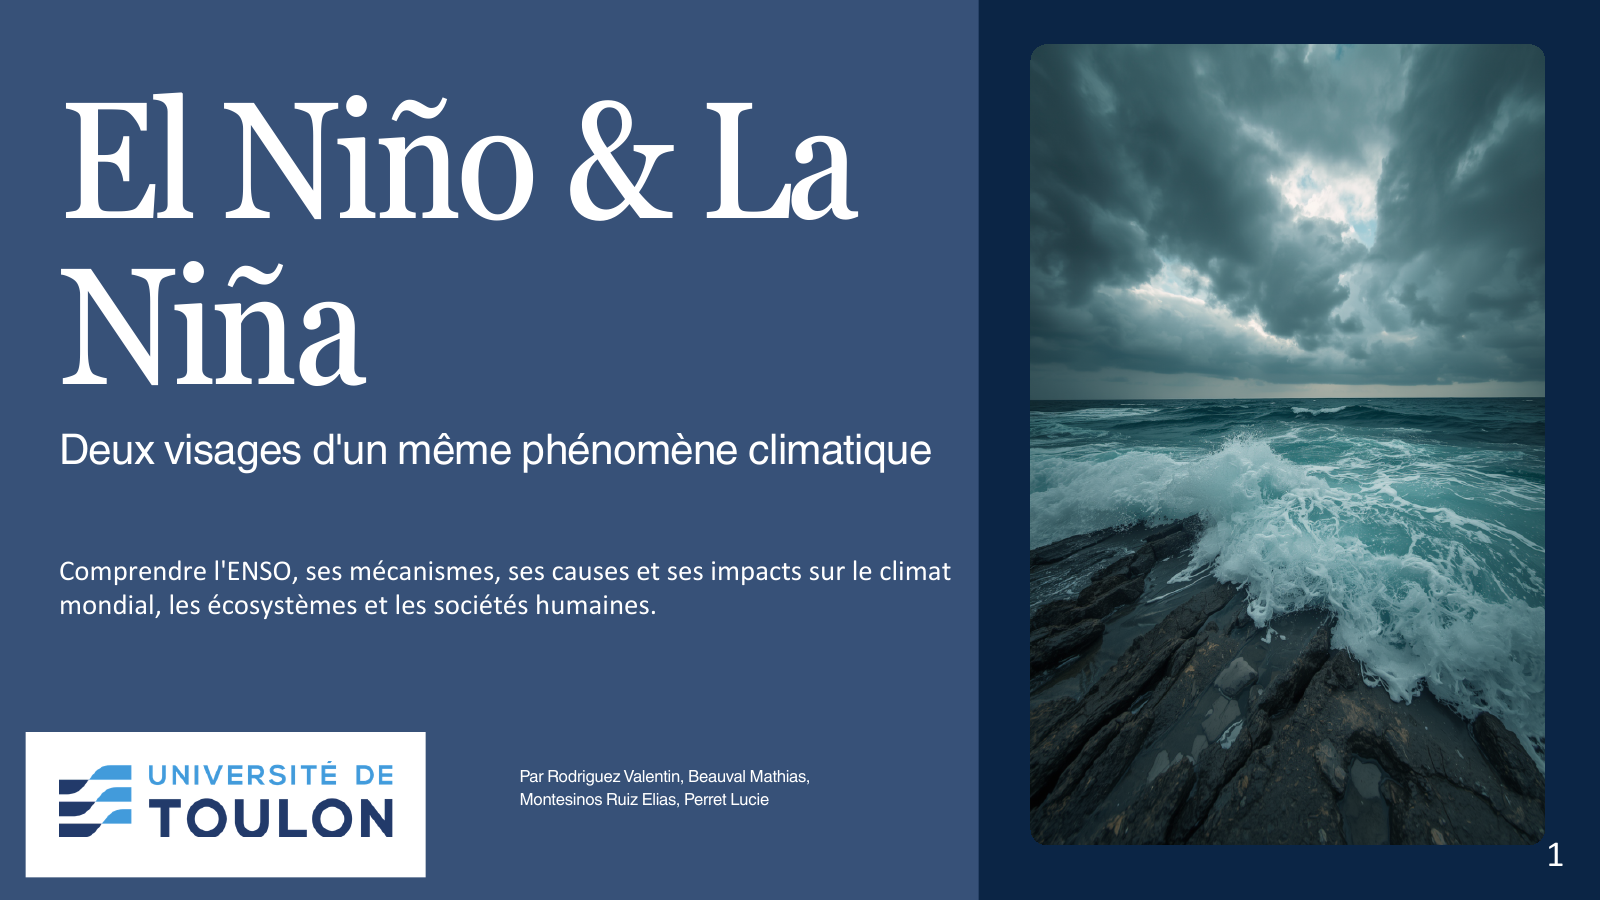 El Niño & La
Niña
Deux visages d'un même phénomène climatique
Comprendre l'ENSO, ses mécanismes, ses causes et ses impacts sur le climat
mondial, les écosystèmes et les sociétés humaines.
UNIVERSITÉ DE
TOULON
Par Rodriguez Valentin, Beauval Mathias,
Montesinos Ruiz Elias, Perret Lucie
1